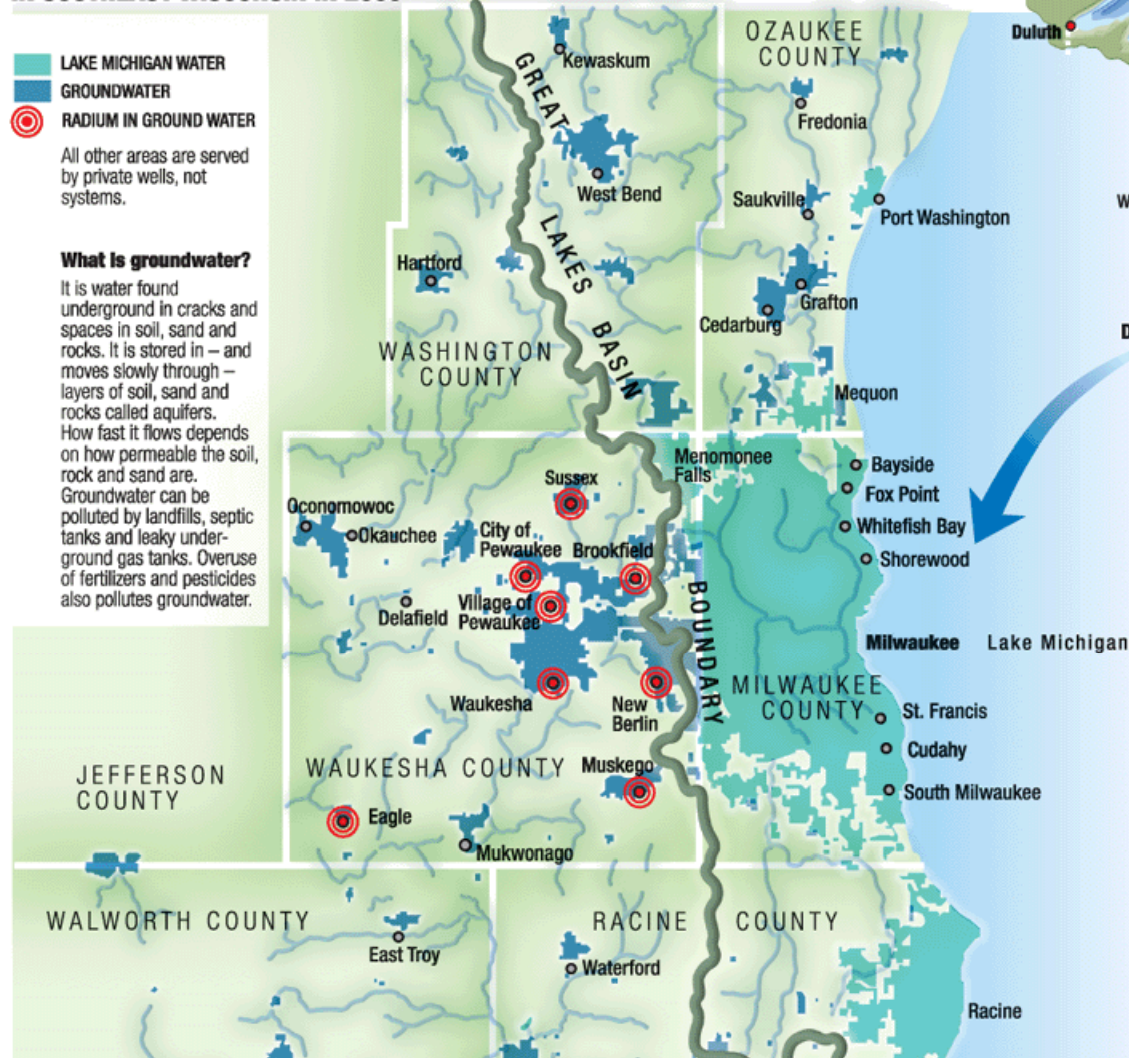 LAKE MICHIGAN WATER
GROUNDWATER
RADIUM IN GROUND WATER
All other areas are served
by private wells, not
systems.
What is groundwater?
It is water found
underground in cracks and
spaces in soil, sand and
rocks. It is stored in – and
moves slowly through –
layers of soil, sand and
rocks called aquifers.
How fast it flows depends
on how permeable the soil,
rock and sand are.
Groundwater can be
polluted by landfills, septic
tanks and leaky under-
ground gas tanks. Overuse
of fertilizers and pesticides
also pollutes groundwater.
GREAT LAKES BASIN BOUNDARY
OZAUKEE
COUNTY
Duluth
Kewaskum
Fredonia
West Bend
Saukville
Port Washington
Hartford
Grafton
Cedarburg
WASHINGTON
COUNTY
Mequon
Menomonee
Falls
Bayside
Sussex
Fox Point
Oconomowoc
Okauchee
City of
Pewaukee
Brookfield
Whitefish Bay
Shorewood
Delafield
Village of
Pewaukee
Milwaukee
Lake Michigan
Waukesha
New
Berlin
MILWAUKEE
COUNTY
St. Francis
Cudahy
JEFFERSON
COUNTY
WAUKESHA COUNTY
Muskego
South Milwaukee
Eagle
Mukwonago
WALWORTH COUNTY
RACINE COUNTY
East Troy
Waterford
Racine